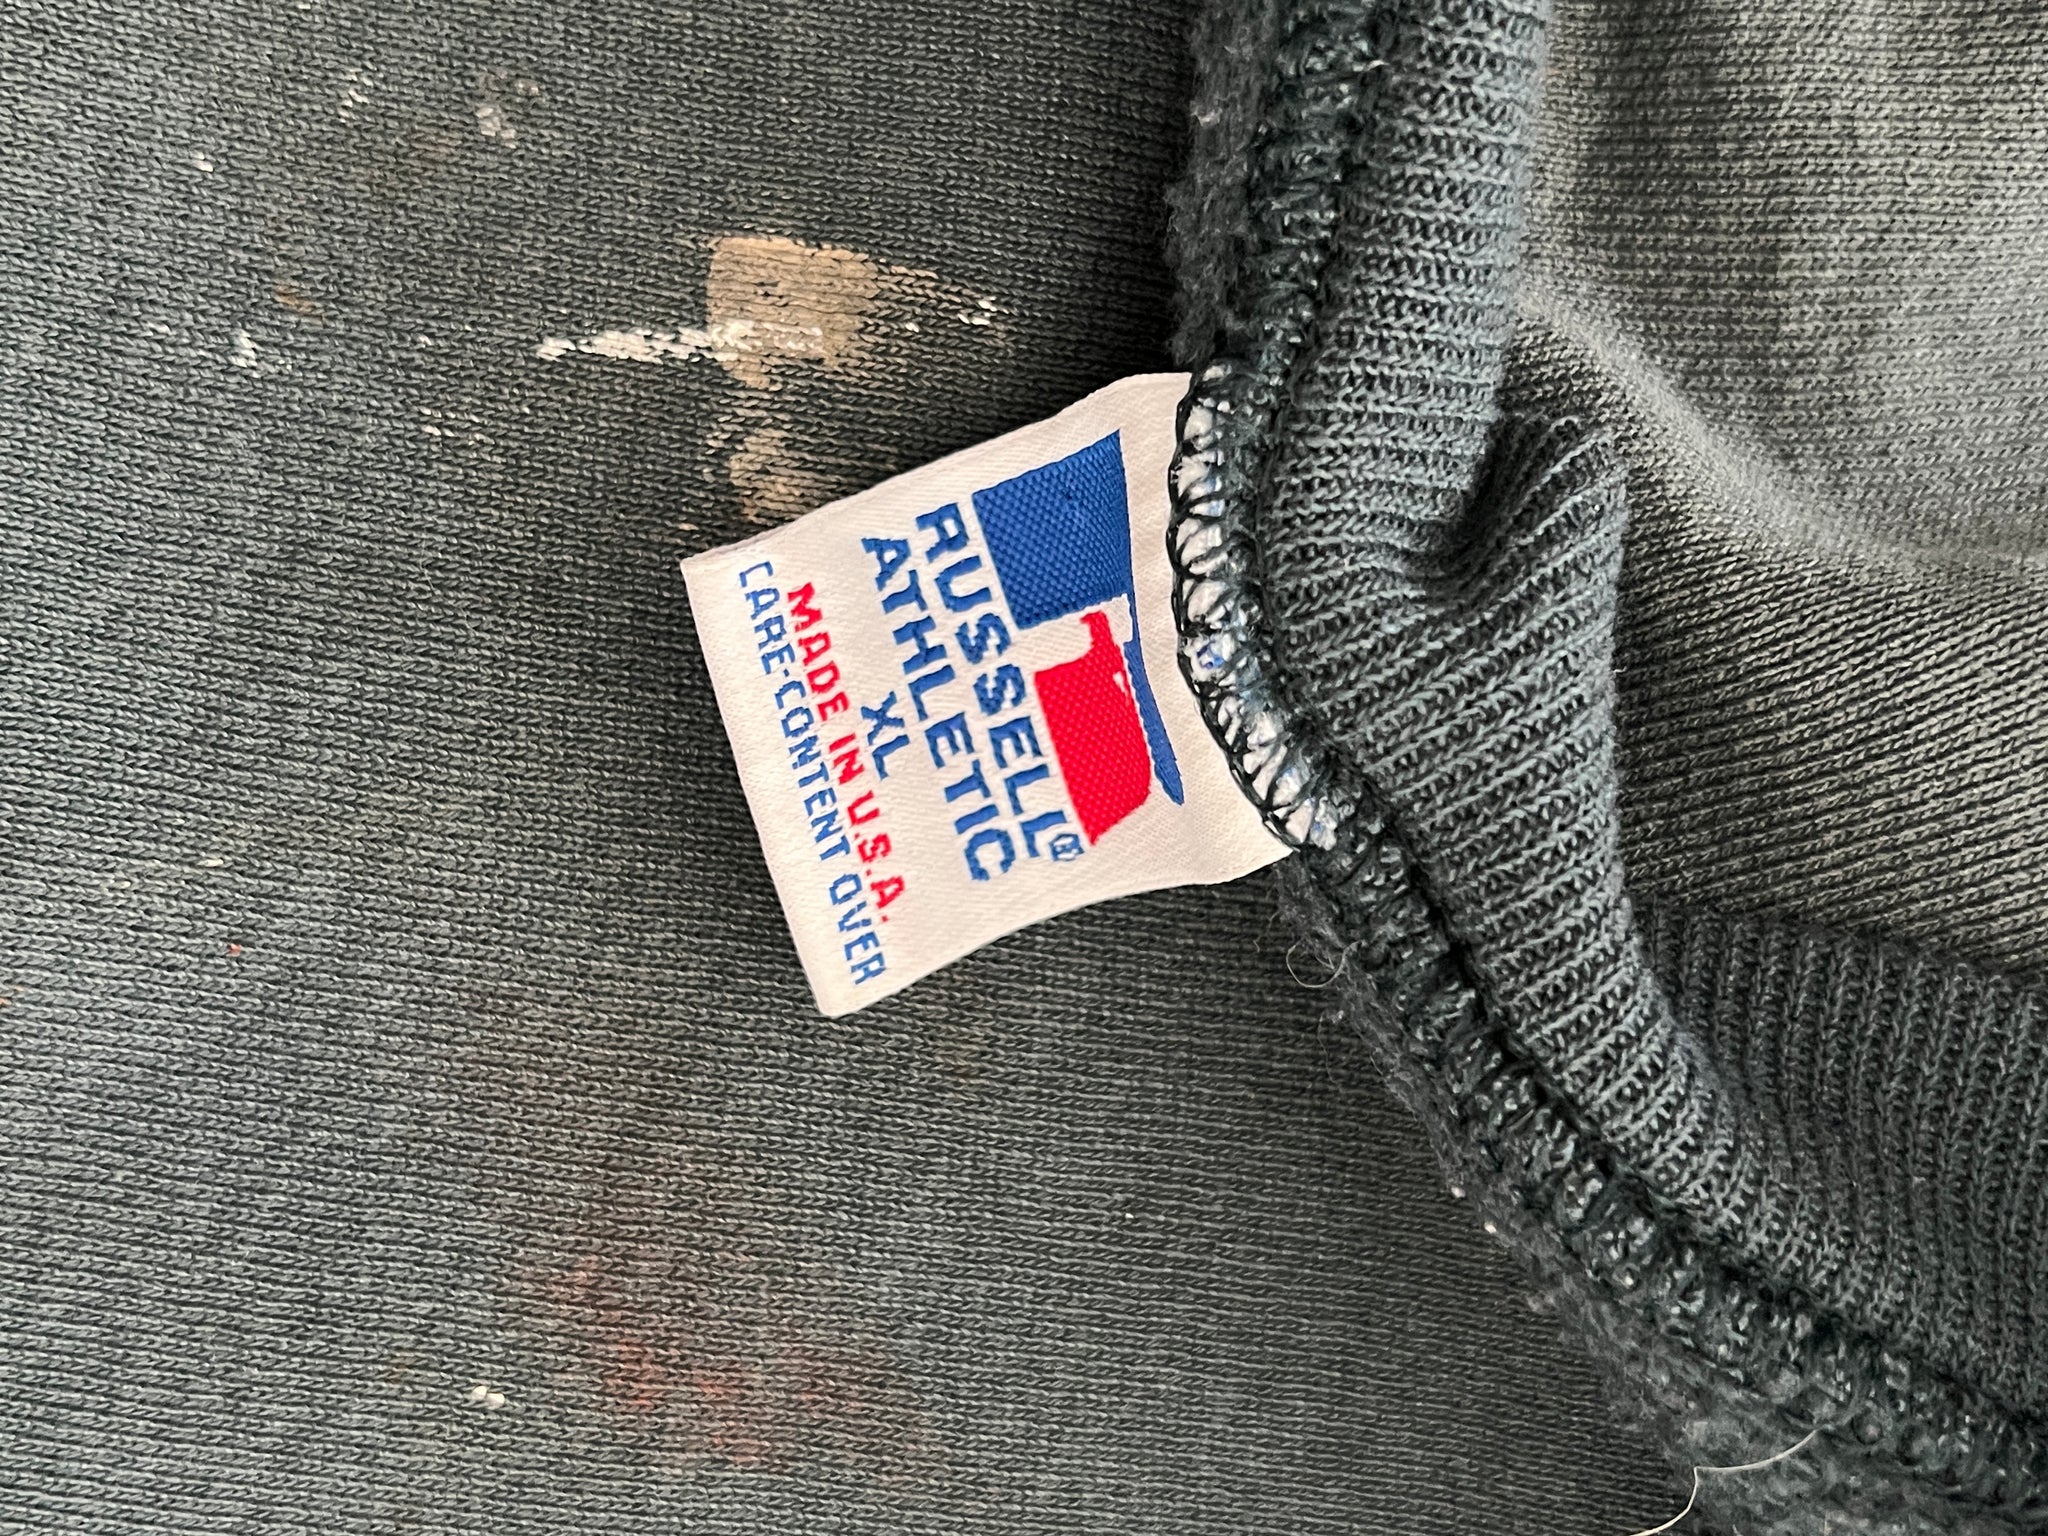 RUSSELL®
ATHLETIC
XL
MADE IN U.S.A.
CARE-CONTENT OVER